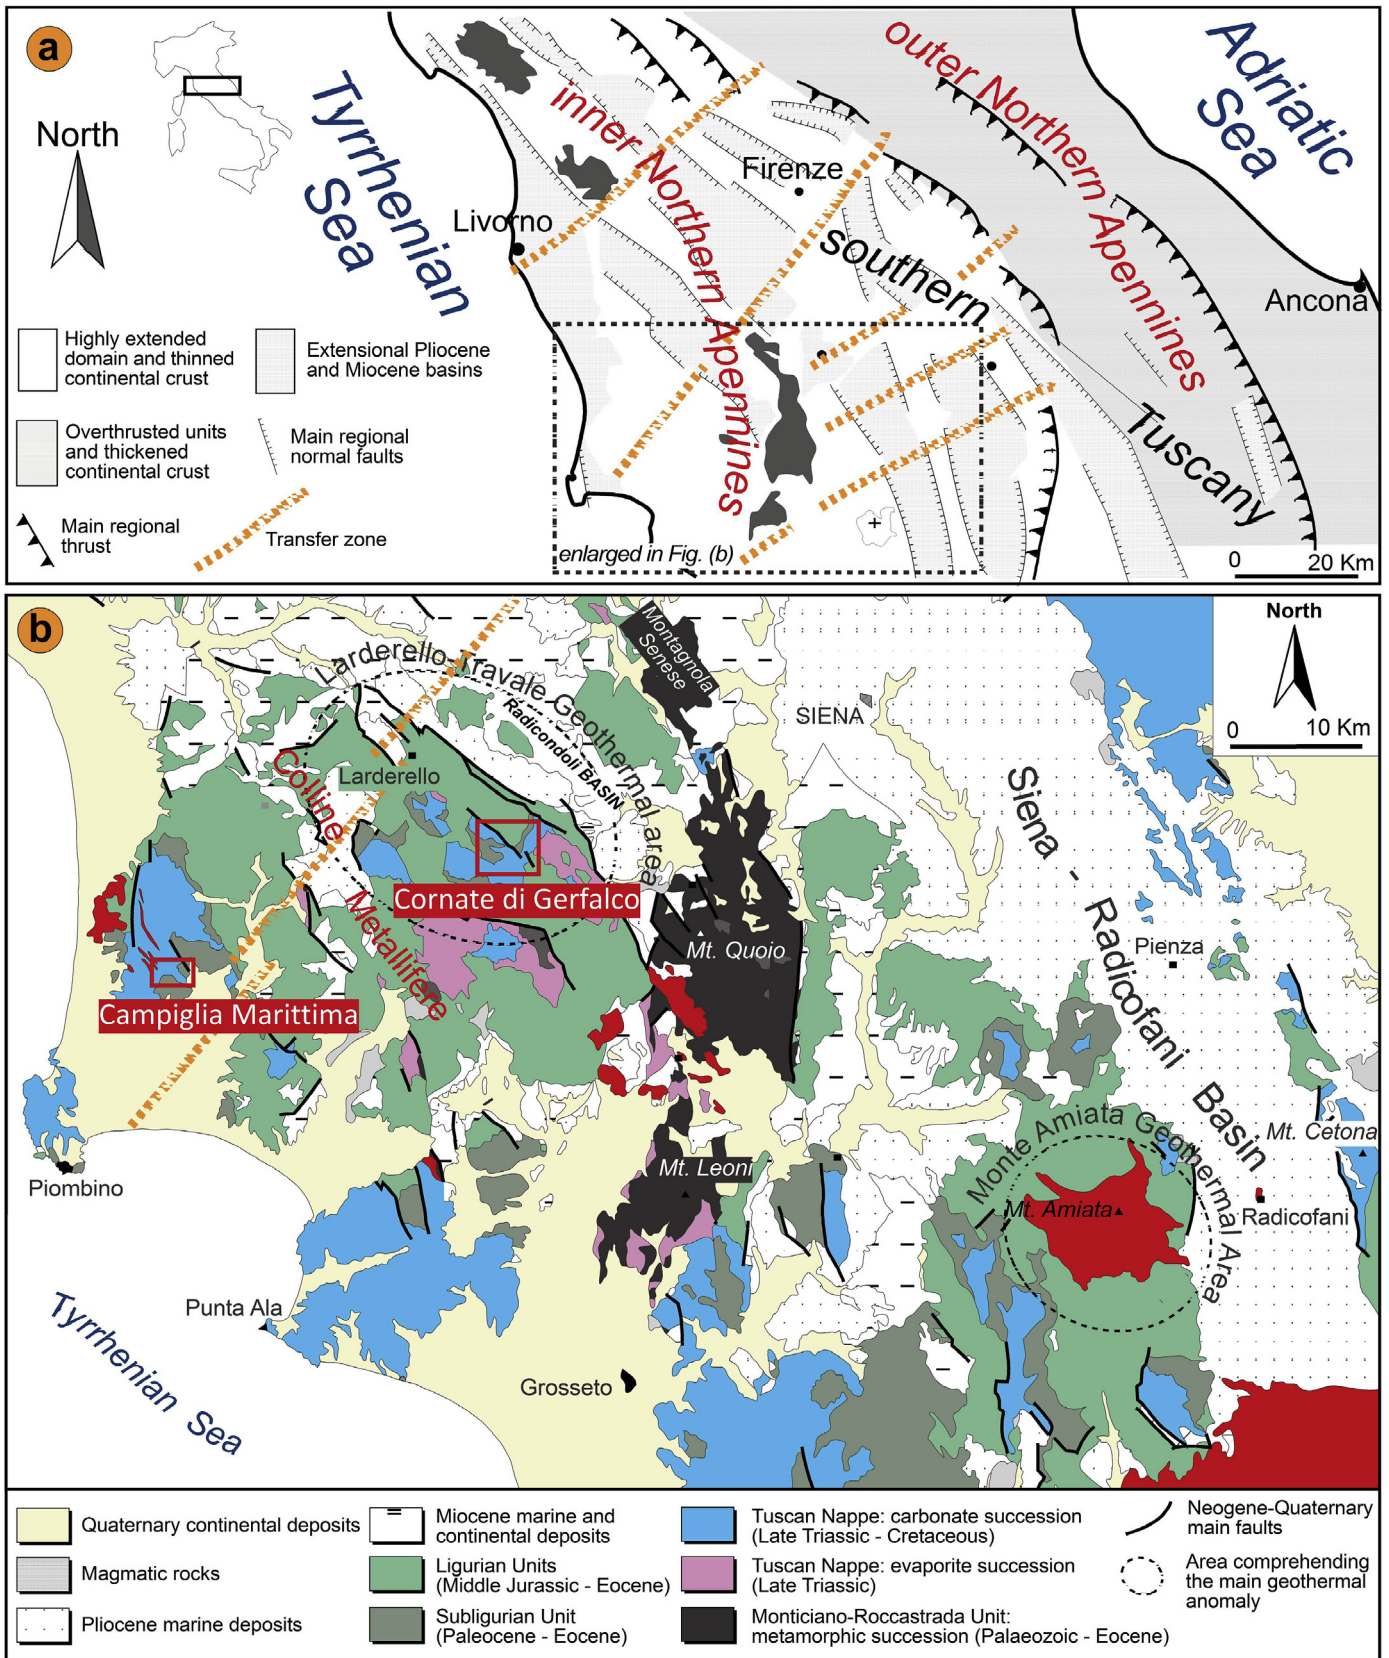 a
North
Tyrrhenian
Sea
Livorno
inner Northern Apennines
Firenze
southern
Tuscany
outer Northern Apennines
Adriatic
Sea
Ancona
Highly extended
domain and thinned
continental crust
Extensional Pliocene
and Miocene basins
Overthrusted units
and thickened
continental crust
Main regional
normal faults
Main regional
thrust
Transfer zone
enlarged in Fig. (b)
0 20 Km
b
North
0 10 Km
Larderello-Travale Geothermal area
Radicondoli BASIN
Montagnola
Senese
SIENA
Larderello
Colline
Metallifere
Cornate di Gerfalco
Campiglia Marittima
Mt. Quoio
Siena - Radicofani Basin
Pienza
Piombino
Mt. Leoni
Monte Amiata Geothermal Area
Mt. Amiata
Mt. Cetona
Radicofani
Punta Ala
Tyrrhenian Sea
Grosseto
Quaternary continental deposits
Magmatic rocks
Pliocene marine deposits
Miocene marine and
continental deposits
Ligurian Units
(Middle Jurassic - Eocene)
Subligurian Unit
(Paleocene - Eocene)
Tuscan Nappe: carbonate succession
(Late Triassic - Cretaceous)
Tuscan Nappe: evaporite succession
(Late Triassic)
Monticiano-Roccastrada Unit:
metamorphic succession (Palaeozoic - Eocene)
Neogene-Quaternary
main faults
Area comprehending
the main geothermal
anomaly